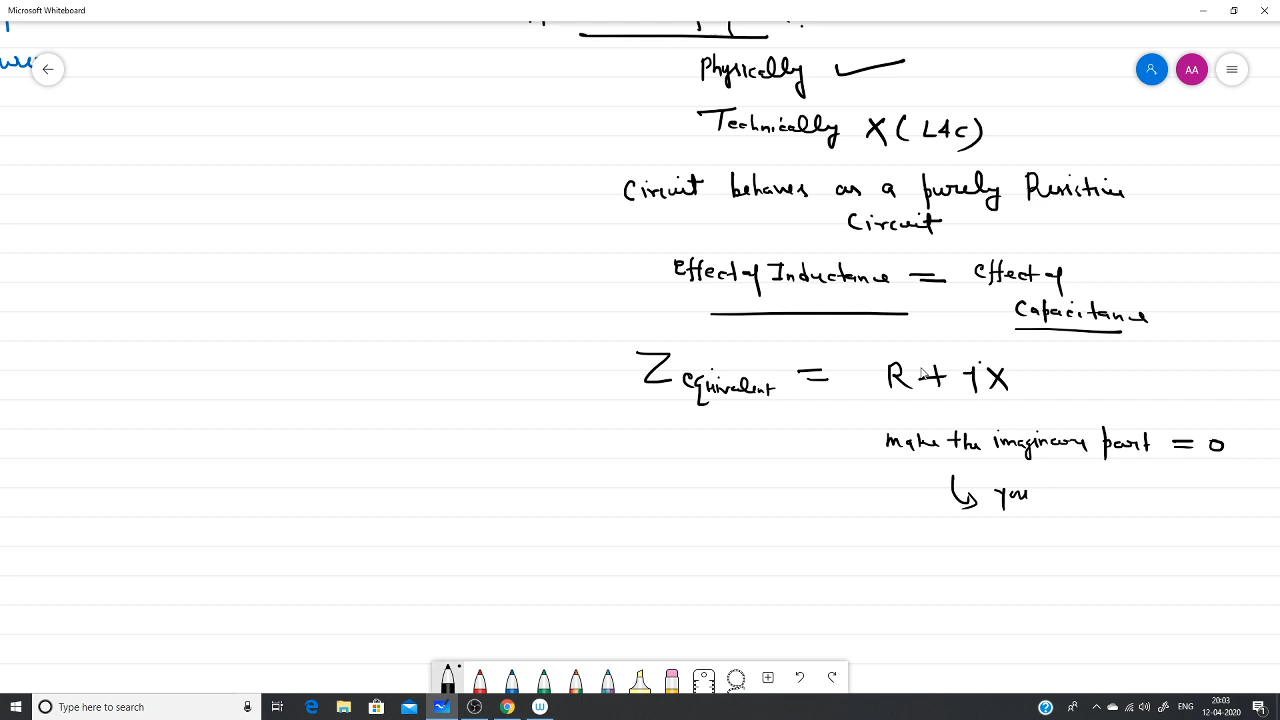 Microsoft Whiteboard
Physically ✓
Technically X (L&C)
Circuit behaves as a purely Resistive
Circuit
Effect of Inductance = Effect of
Capacitance
Z equivalent = R + jX
make the imaginary part = 0
↳ you
AA
Type here to search
ENG
20:03
12-04-2020